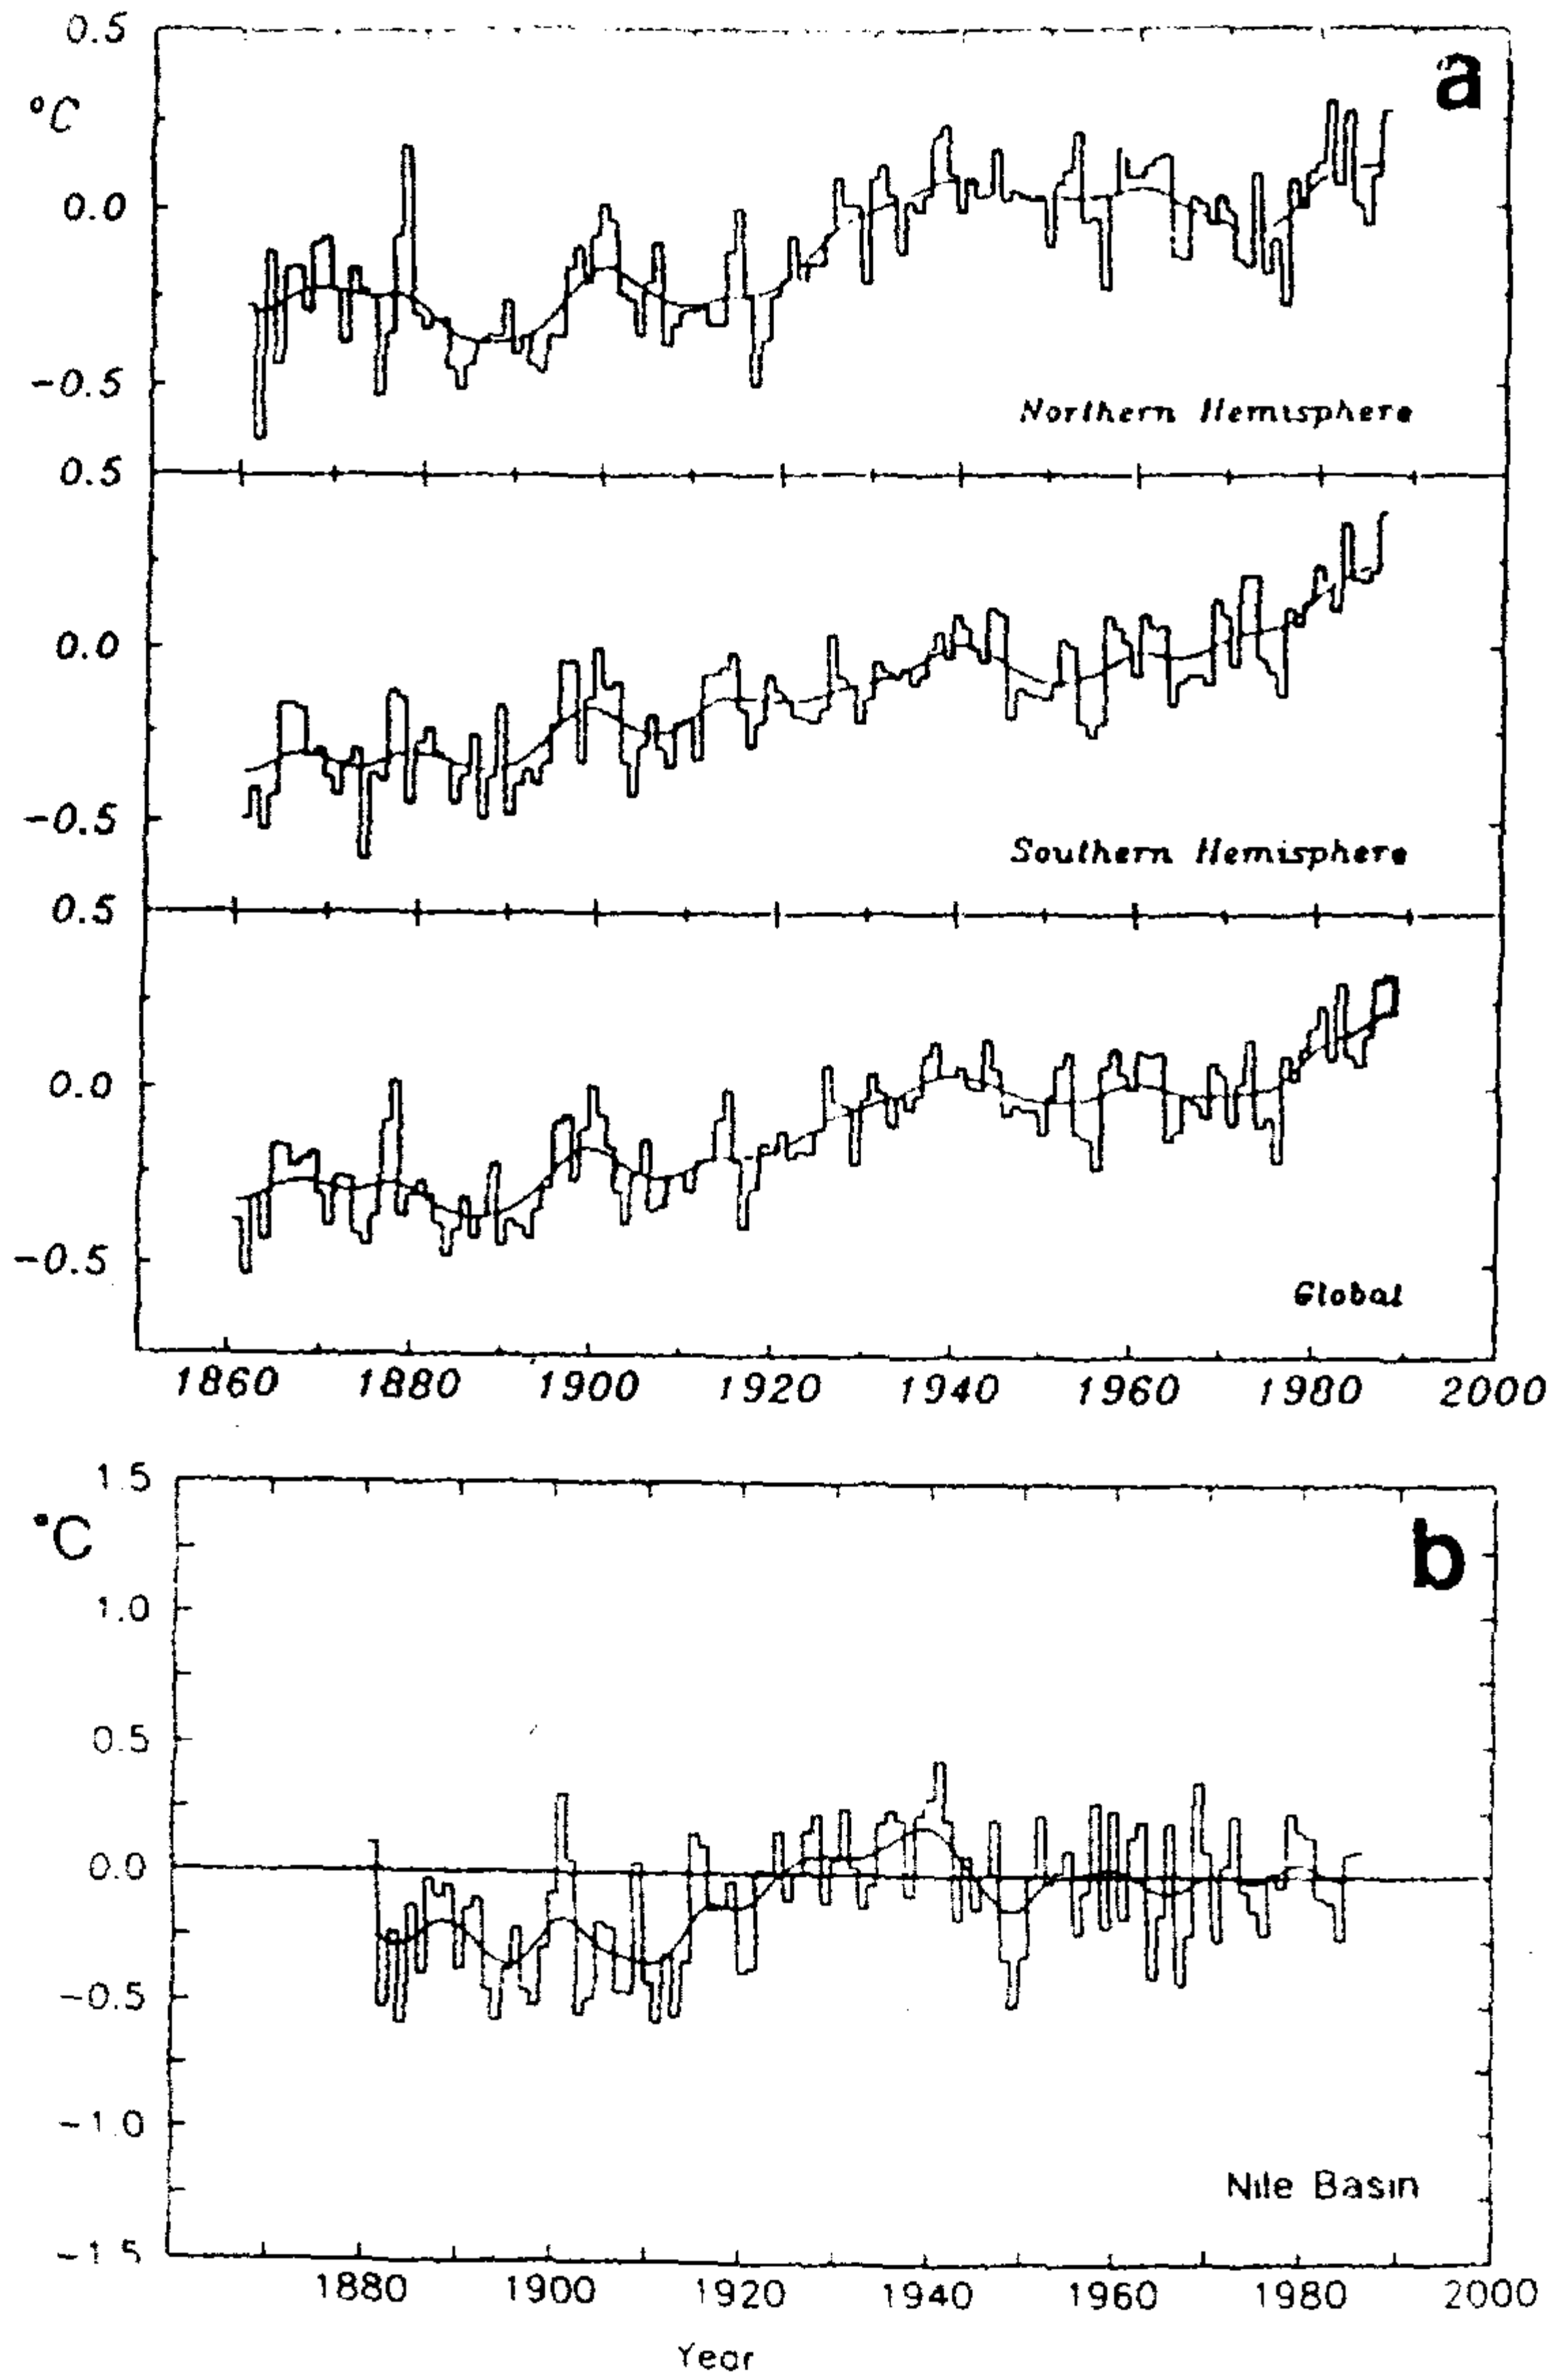 0.5
a
°C
0.0
-0.5
Northern Hemisphere
0.5
0.0
-0.5
Southern Hemisphere
0.5
0.0
-0.5
Global
1860 1880 1900 1920 1940 1960 1980 2000
1.5
°C
b
1.0
0.5
0.0
-0.5
-1.0
Nile Basin
-1.5
1880 1900 1920 1940 1960 1980 2000
Year